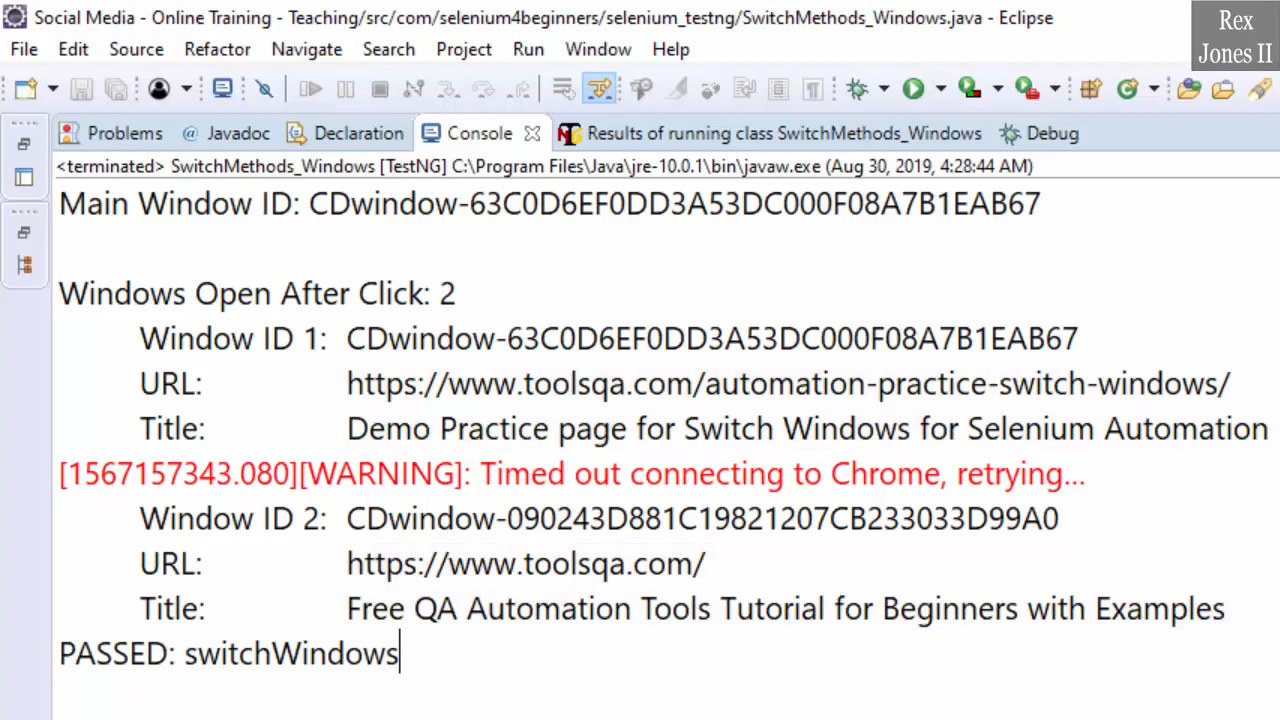 Social Media - Online Training - Teaching/src/com/selenium4beginners/selenium_testng/SwitchMethods_Windows.java - Eclipse
Rex
Jones II
File Edit Source Refactor Navigate Search Project Run Window Help
Problems @ Javadoc Declaration Console Results of running class SwitchMethods_Windows Debug
<terminated> SwitchMethods_Windows [TestNG] C:\Program Files\Java\jre-10.0.1\bin\javaw.exe (Aug 30, 2019, 4:28:44 AM)
Main Window ID: CDwindow-63C0D6EF0DD3A53DC000F08A7B1EAB67
Windows Open After Click: 2
Window ID 1: CDwindow-63C0D6EF0DD3A53DC000F08A7B1EAB67
URL: https://www.toolsqa.com/automation-practice-switch-windows/
Title: Demo Practice page for Switch Windows for Selenium Automation
[1567157343.080][WARNING]: Timed out connecting to Chrome, retrying...
Window ID 2: CDwindow-090243D881C19821207CB233033D99A0
URL: https://www.toolsqa.com/
Title: Free QA Automation Tools Tutorial for Beginners with Examples
PASSED: switchWindows